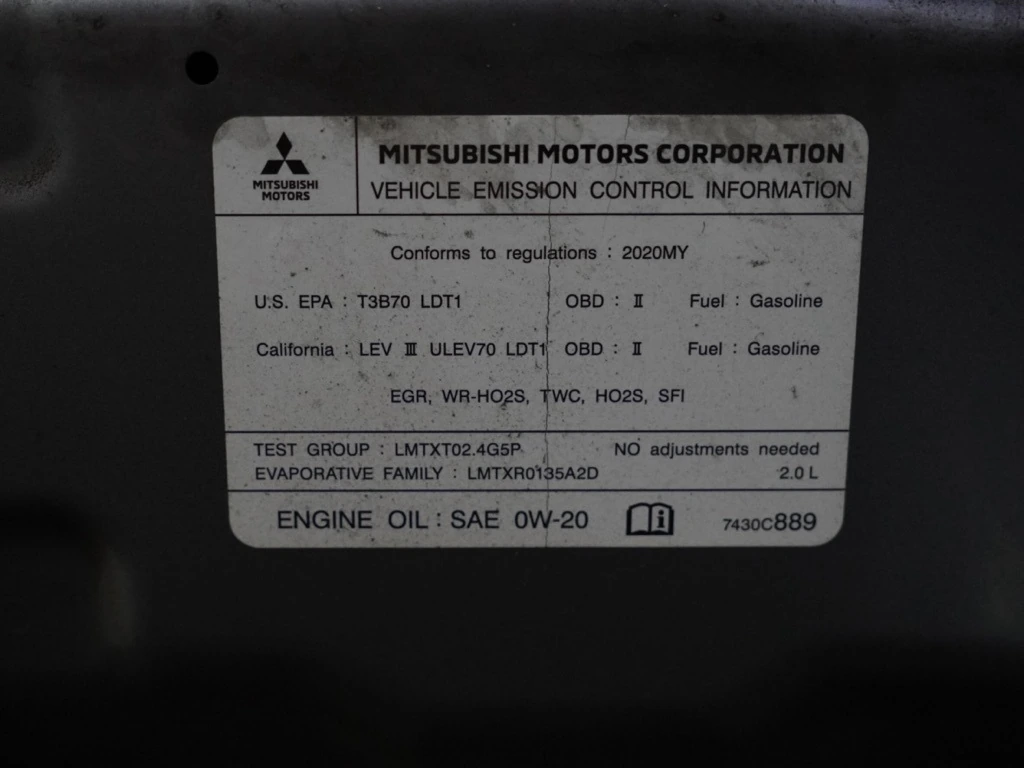 MITSUBISHI
MOTORS
MITSUBISHI MOTORS CORPORATION
VEHICLE EMISSION CONTROL INFORMATION
Conforms to regulations : 2020MY
U.S. EPA : T3B70 LDT1 OBD : Ⅱ Fuel : Gasoline
California : LEV Ⅲ ULEV70 LDT1 OBD : Ⅱ Fuel : Gasoline
EGR, WR-HO2S, TWC, HO2S, SFI
TEST GROUP : LMTXT02.4G5P NO adjustments needed
EVAPORATIVE FAMILY : LMTXR0135A2D 2.0 L
ENGINE OIL : SAE 0W-20 7430C889